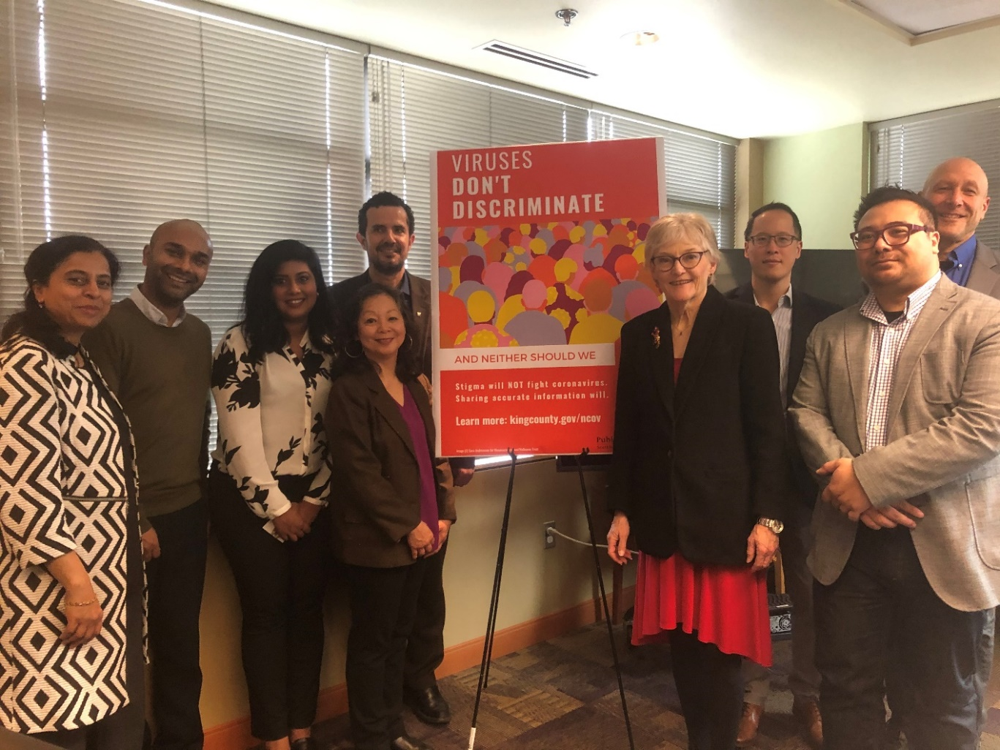 VIRUSES
DON'T
DISCRIMINATE
AND NEITHER SHOULD WE
Stigma will NOT fight coronavirus.
Sharing accurate information will.
Learn more: kingcounty.gov/ncov